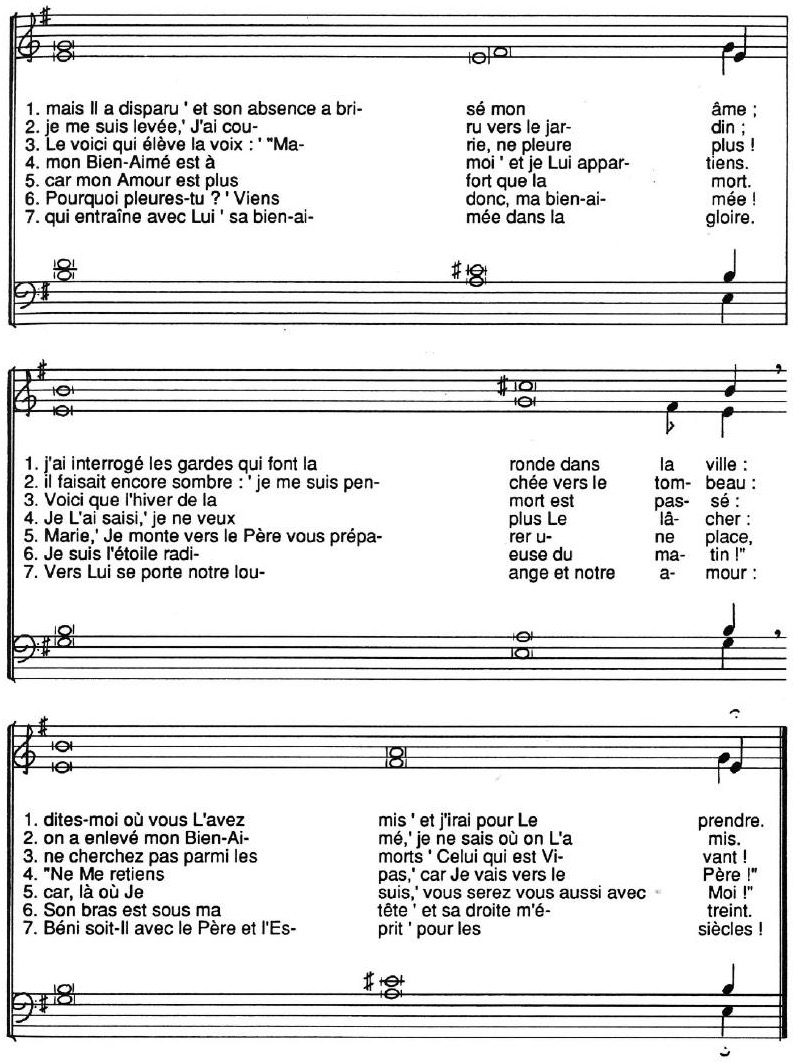 1. mais Il a disparu ' et son absence a bri- sé mon âme ;
2. je me suis levée,' J'ai cou- ru vers le jar- din ;
3. Le voici qui élève la voix : ' "Ma- rie, ne pleure plus !
4. mon Bien-Aimé est à moi ' et je Lui appar- tiens.
5. car mon Amour est plus fort que la mort.
6. Pourquoi pleures-tu ? ' Viens donc, ma bien-ai- mée !
7. qui entraîne avec Lui ' sa bien-ai- mée dans la gloire.
1. j'ai interrogé les gardes qui font la ronde dans la ville :
2. il faisait encore sombre : ' je me suis pen- chée vers le tom- beau :
3. Voici que l'hiver de la mort est pas- sé :
4. Je L'ai saisi,' je ne veux plus Le lâ- cher :
5. Marie,' Je monte vers le Père vous prépa- rer u- ne place,
6. Je suis l'étoile radi- euse du ma- tin !"
7. Vers Lui se porte notre lou- ange et notre a- mour :
1. dites-moi où vous L'avez mis ' et j'irai pour Le prendre.
2. on a enlevé mon Bien-Ai- mé,' je ne sais où on L'a mis.
3. ne cherchez pas parmi les morts ' Celui qui est Vi- vant !
4. "Ne Me retiens pas,' car Je vais vers le Père !"
5. car, là où Je suis,' vous serez vous aussi avec Moi !"
6. Son bras est sous ma tête ' et sa droite m'é- treint.
7. Béni soit-Il avec le Père et l'Es- prit ' pour les siècles !